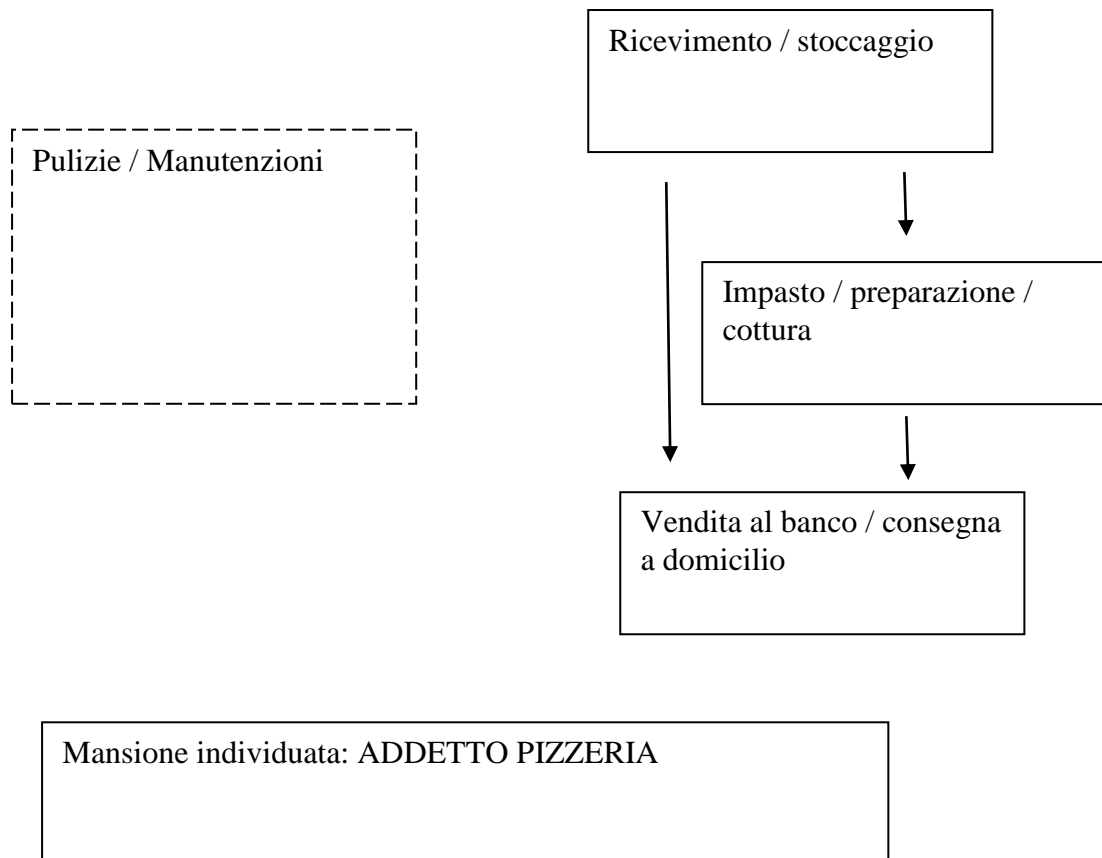 Ricevimento / stoccaggio
Pulizie / Manutenzioni
Impasto / preparazione /
cottura
Vendita al banco / consegna
a domicilio
Mansione individuata: ADDETTO PIZZERIA